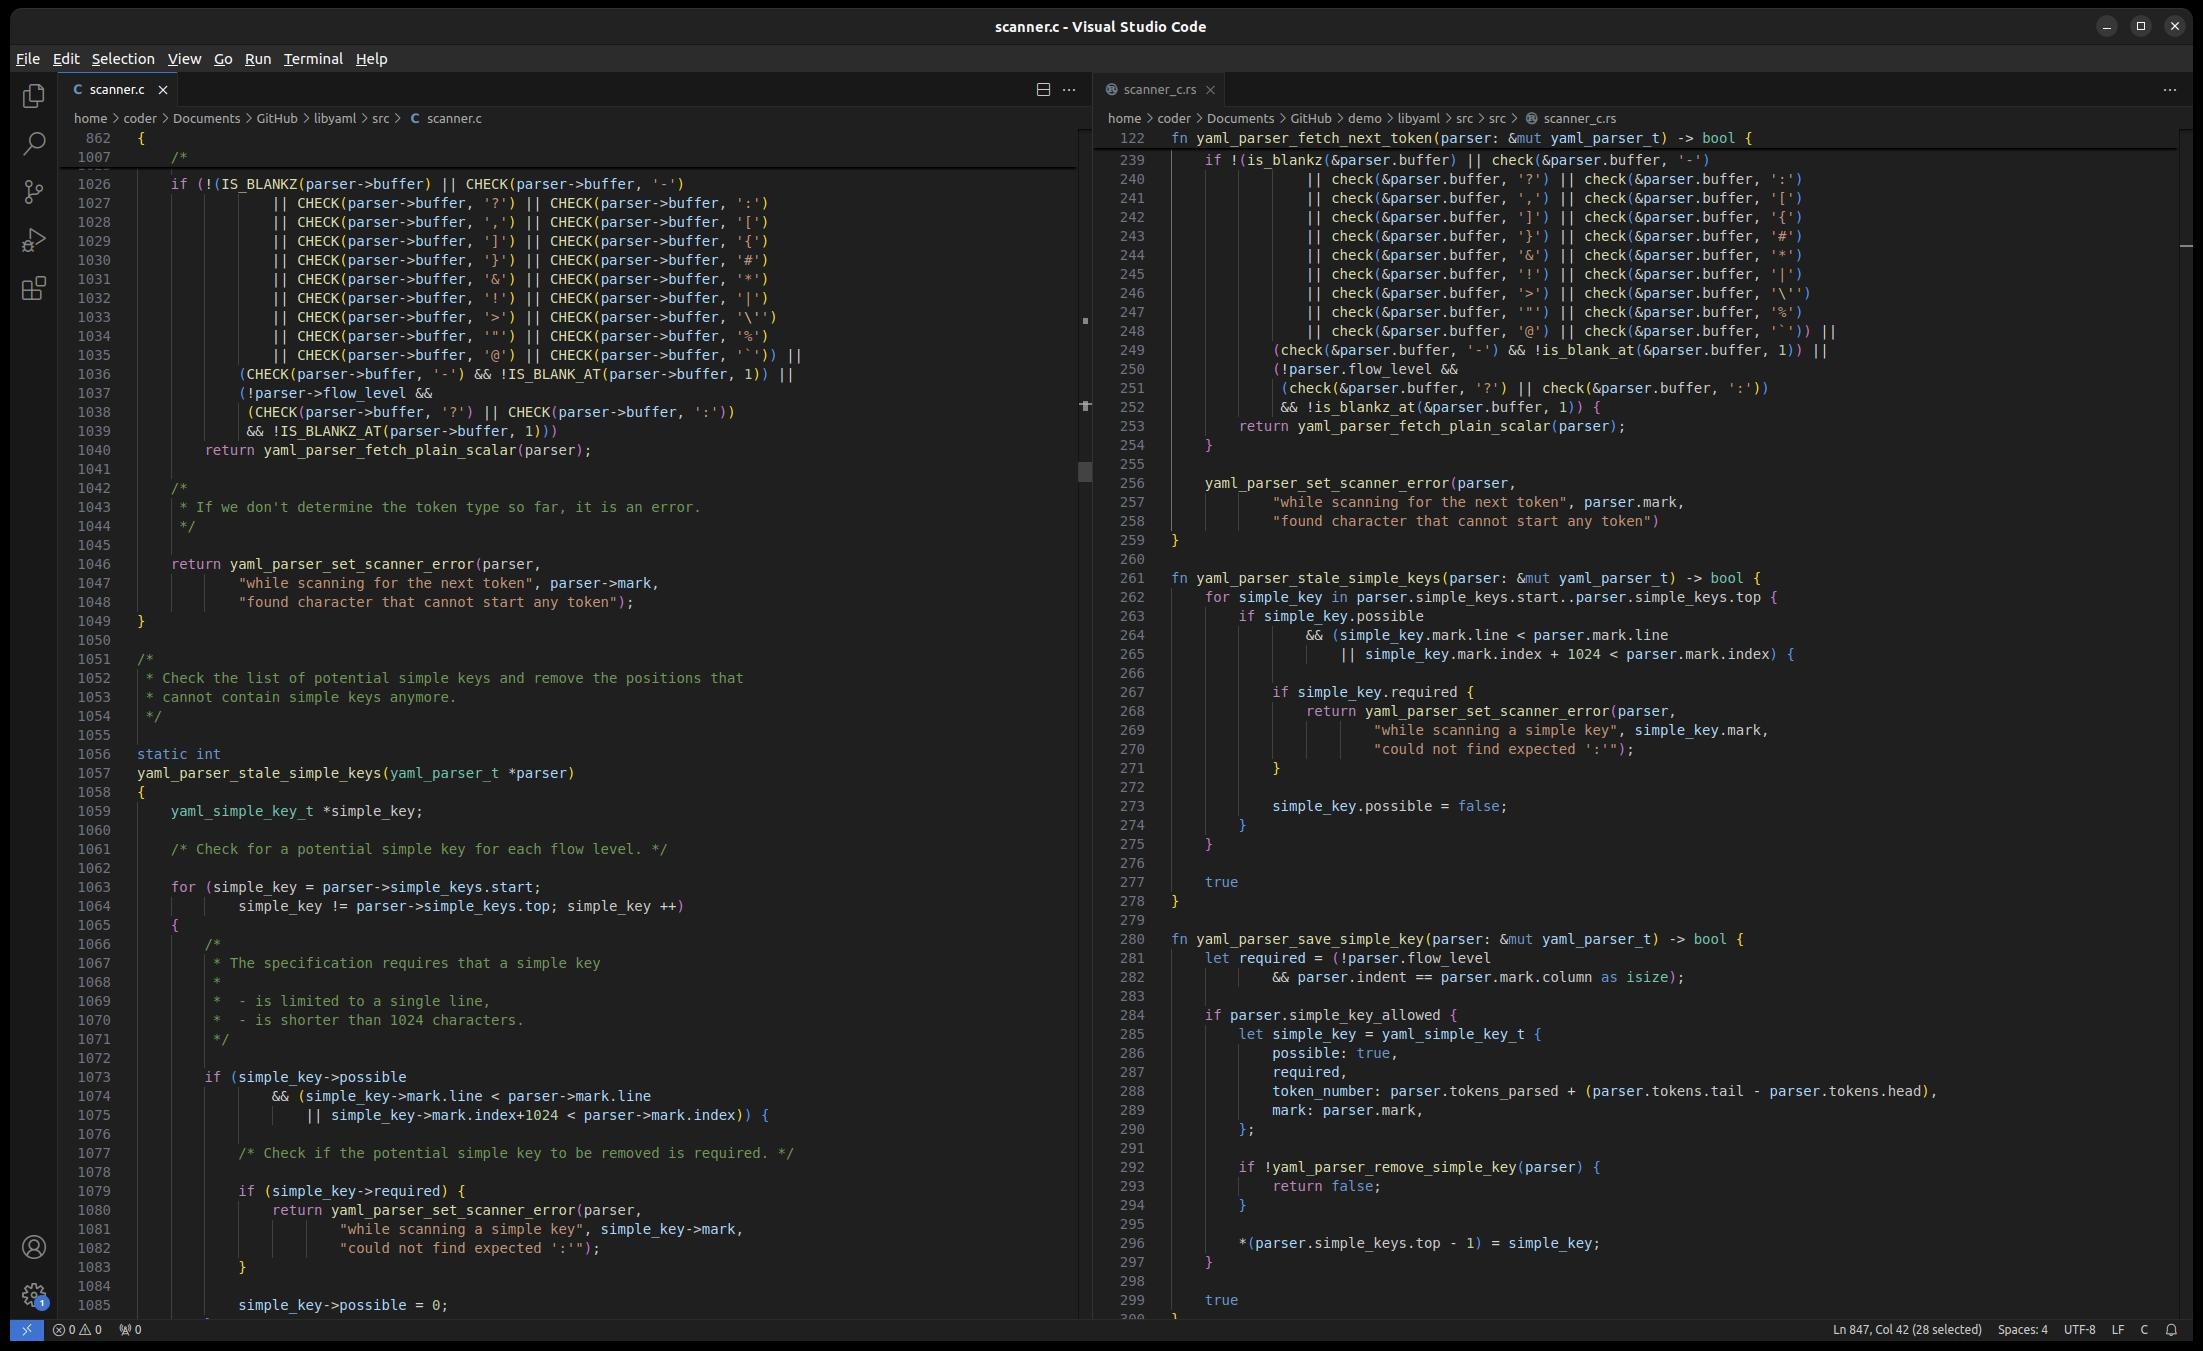 scanner.c - Visual Studio Code
File Edit Selection View Go Run Terminal Help
C scanner.c
home > coder > Documents > GitHub > libyaml > src > C scanner.c
862 {
1007 /*
1026 if (!(IS_BLANKZ(parser->buffer) || CHECK(parser->buffer, '-')
1027 || CHECK(parser->buffer, '?') || CHECK(parser->buffer, ':')
1028 || CHECK(parser->buffer, ',') || CHECK(parser->buffer, '[')
1029 || CHECK(parser->buffer, ']') || CHECK(parser->buffer, '{')
1030 || CHECK(parser->buffer, '}') || CHECK(parser->buffer, '#')
1031 || CHECK(parser->buffer, '&') || CHECK(parser->buffer, '*')
1032 || CHECK(parser->buffer, '!') || CHECK(parser->buffer, '|')
1033 || CHECK(parser->buffer, '>') || CHECK(parser->buffer, '\'')
1034 || CHECK(parser->buffer, '"') || CHECK(parser->buffer, '%')
1035 || CHECK(parser->buffer, '@') || CHECK(parser->buffer, '`')) ||
1036 (CHECK(parser->buffer, '-') && !IS_BLANK_AT(parser->buffer, 1)) ||
1037 (!parser->flow_level &&
1038 (CHECK(parser->buffer, '?') || CHECK(parser->buffer, ':'))
1039 && !IS_BLANKZ_AT(parser->buffer, 1)))
1040 return yaml_parser_fetch_plain_scalar(parser);
1041
1042 /*
1043 * If we don't determine the token type so far, it is an error.
1044 */
1045
1046 return yaml_parser_set_scanner_error(parser,
1047 "while scanning for the next token", parser->mark,
1048 "found character that cannot start any token");
1049 }
1050
1051 /*
1052 * Check the list of potential simple keys and remove the positions that
1053 * cannot contain simple keys anymore.
1054 */
1055
1056 static int
1057 yaml_parser_stale_simple_keys(yaml_parser_t *parser)
1058 {
1059 yaml_simple_key_t *simple_key;
1060
1061 /* Check for a potential simple key for each flow level. */
1062
1063 for (simple_key = parser->simple_keys.start;
1064 simple_key != parser->simple_keys.top; simple_key ++)
1065 {
1066 /*
1067 * The specification requires that a simple key
1068 *
1069 * - is limited to a single line,
1070 * - is shorter than 1024 characters.
1071 */
1072
1073 if (simple_key->possible
1074 && (simple_key->mark.line < parser->mark.line
1075 || simple_key->mark.index+1024 < parser->mark.index)) {
1076
1077 /* Check if the potential simple key to be removed is required. */
1078
1079 if (simple_key->required) {
1080 return yaml_parser_set_scanner_error(parser,
1081 "while scanning a simple key", simple_key->mark,
1082 "could not find expected ':'");
1083 }
1084
1085 simple_key->possible = 0;
scanner_c.rs
home > coder > Documents > GitHub > demo > libyaml > src > src > scanner_c.rs
122 fn yaml_parser_fetch_next_token(parser: &mut yaml_parser_t) -> bool {
239 if !(is_blankz(&parser.buffer) || check(&parser.buffer, '-')
240 || check(&parser.buffer, '?') || check(&parser.buffer, ':')
241 || check(&parser.buffer, ',') || check(&parser.buffer, '[')
242 || check(&parser.buffer, ']') || check(&parser.buffer, '{')
243 || check(&parser.buffer, '}') || check(&parser.buffer, '#')
244 || check(&parser.buffer, '&') || check(&parser.buffer, '*')
245 || check(&parser.buffer, '!') || check(&parser.buffer, '|')
246 || check(&parser.buffer, '>') || check(&parser.buffer, '\'')
247 || check(&parser.buffer, '"') || check(&parser.buffer, '%')
248 || check(&parser.buffer, '@') || check(&parser.buffer, '`')) ||
249 (check(&parser.buffer, '-') && !is_blank_at(&parser.buffer, 1)) ||
250 (!parser.flow_level &&
251 (check(&parser.buffer, '?') || check(&parser.buffer, ':'))
252 && !is_blankz_at(&parser.buffer, 1)) {
253 return yaml_parser_fetch_plain_scalar(parser);
254 }
255
256 yaml_parser_set_scanner_error(parser,
257 "while scanning for the next token", parser.mark,
258 "found character that cannot start any token")
259 }
260
261 fn yaml_parser_stale_simple_keys(parser: &mut yaml_parser_t) -> bool {
262 for simple_key in parser.simple_keys.start..parser.simple_keys.top {
263 if simple_key.possible
264 && (simple_key.mark.line < parser.mark.line
265 || simple_key.mark.index + 1024 < parser.mark.index) {
266
267 if simple_key.required {
268 return yaml_parser_set_scanner_error(parser,
269 "while scanning a simple key", simple_key.mark,
270 "could not find expected ':'");
271 }
272
273 simple_key.possible = false;
274 }
275 }
276
277 true
278 }
279
280 fn yaml_parser_save_simple_key(parser: &mut yaml_parser_t) -> bool {
281 let required = (!parser.flow_level
282 && parser.indent == parser.mark.column as isize);
283
284 if parser.simple_key_allowed {
285 let simple_key = yaml_simple_key_t {
286 possible: true,
287 required,
288 token_number: parser.tokens_parsed + (parser.tokens.tail - parser.tokens.head),
289 mark: parser.mark,
290 };
291
292 if !yaml_parser_remove_simple_key(parser) {
293 return false;
294 }
295
296 *(parser.simple_keys.top - 1) = simple_key;
297 }
298
299 true
1
0 0 0 Ln 847, Col 42 (28 selected) Spaces: 4 UTF-8 LF C